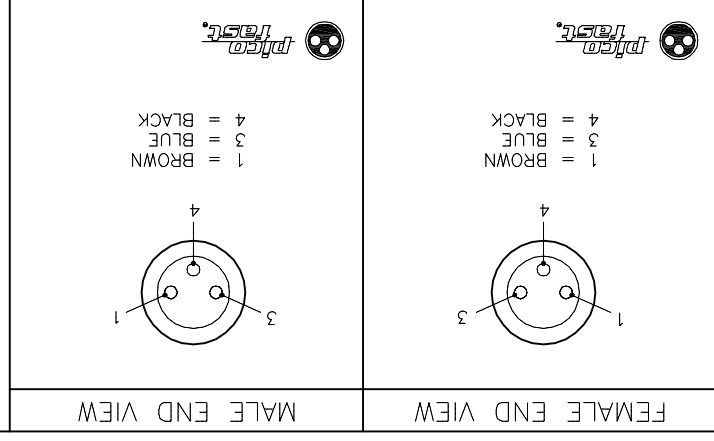 FEMALE END VIEW
1
3
4
1 = BROWN
3 = BLUE
4 = BLACK
pico
fast.
MALE END VIEW
3
1
4
1 = BROWN
3 = BLUE
4 = BLACK
pico
fast.